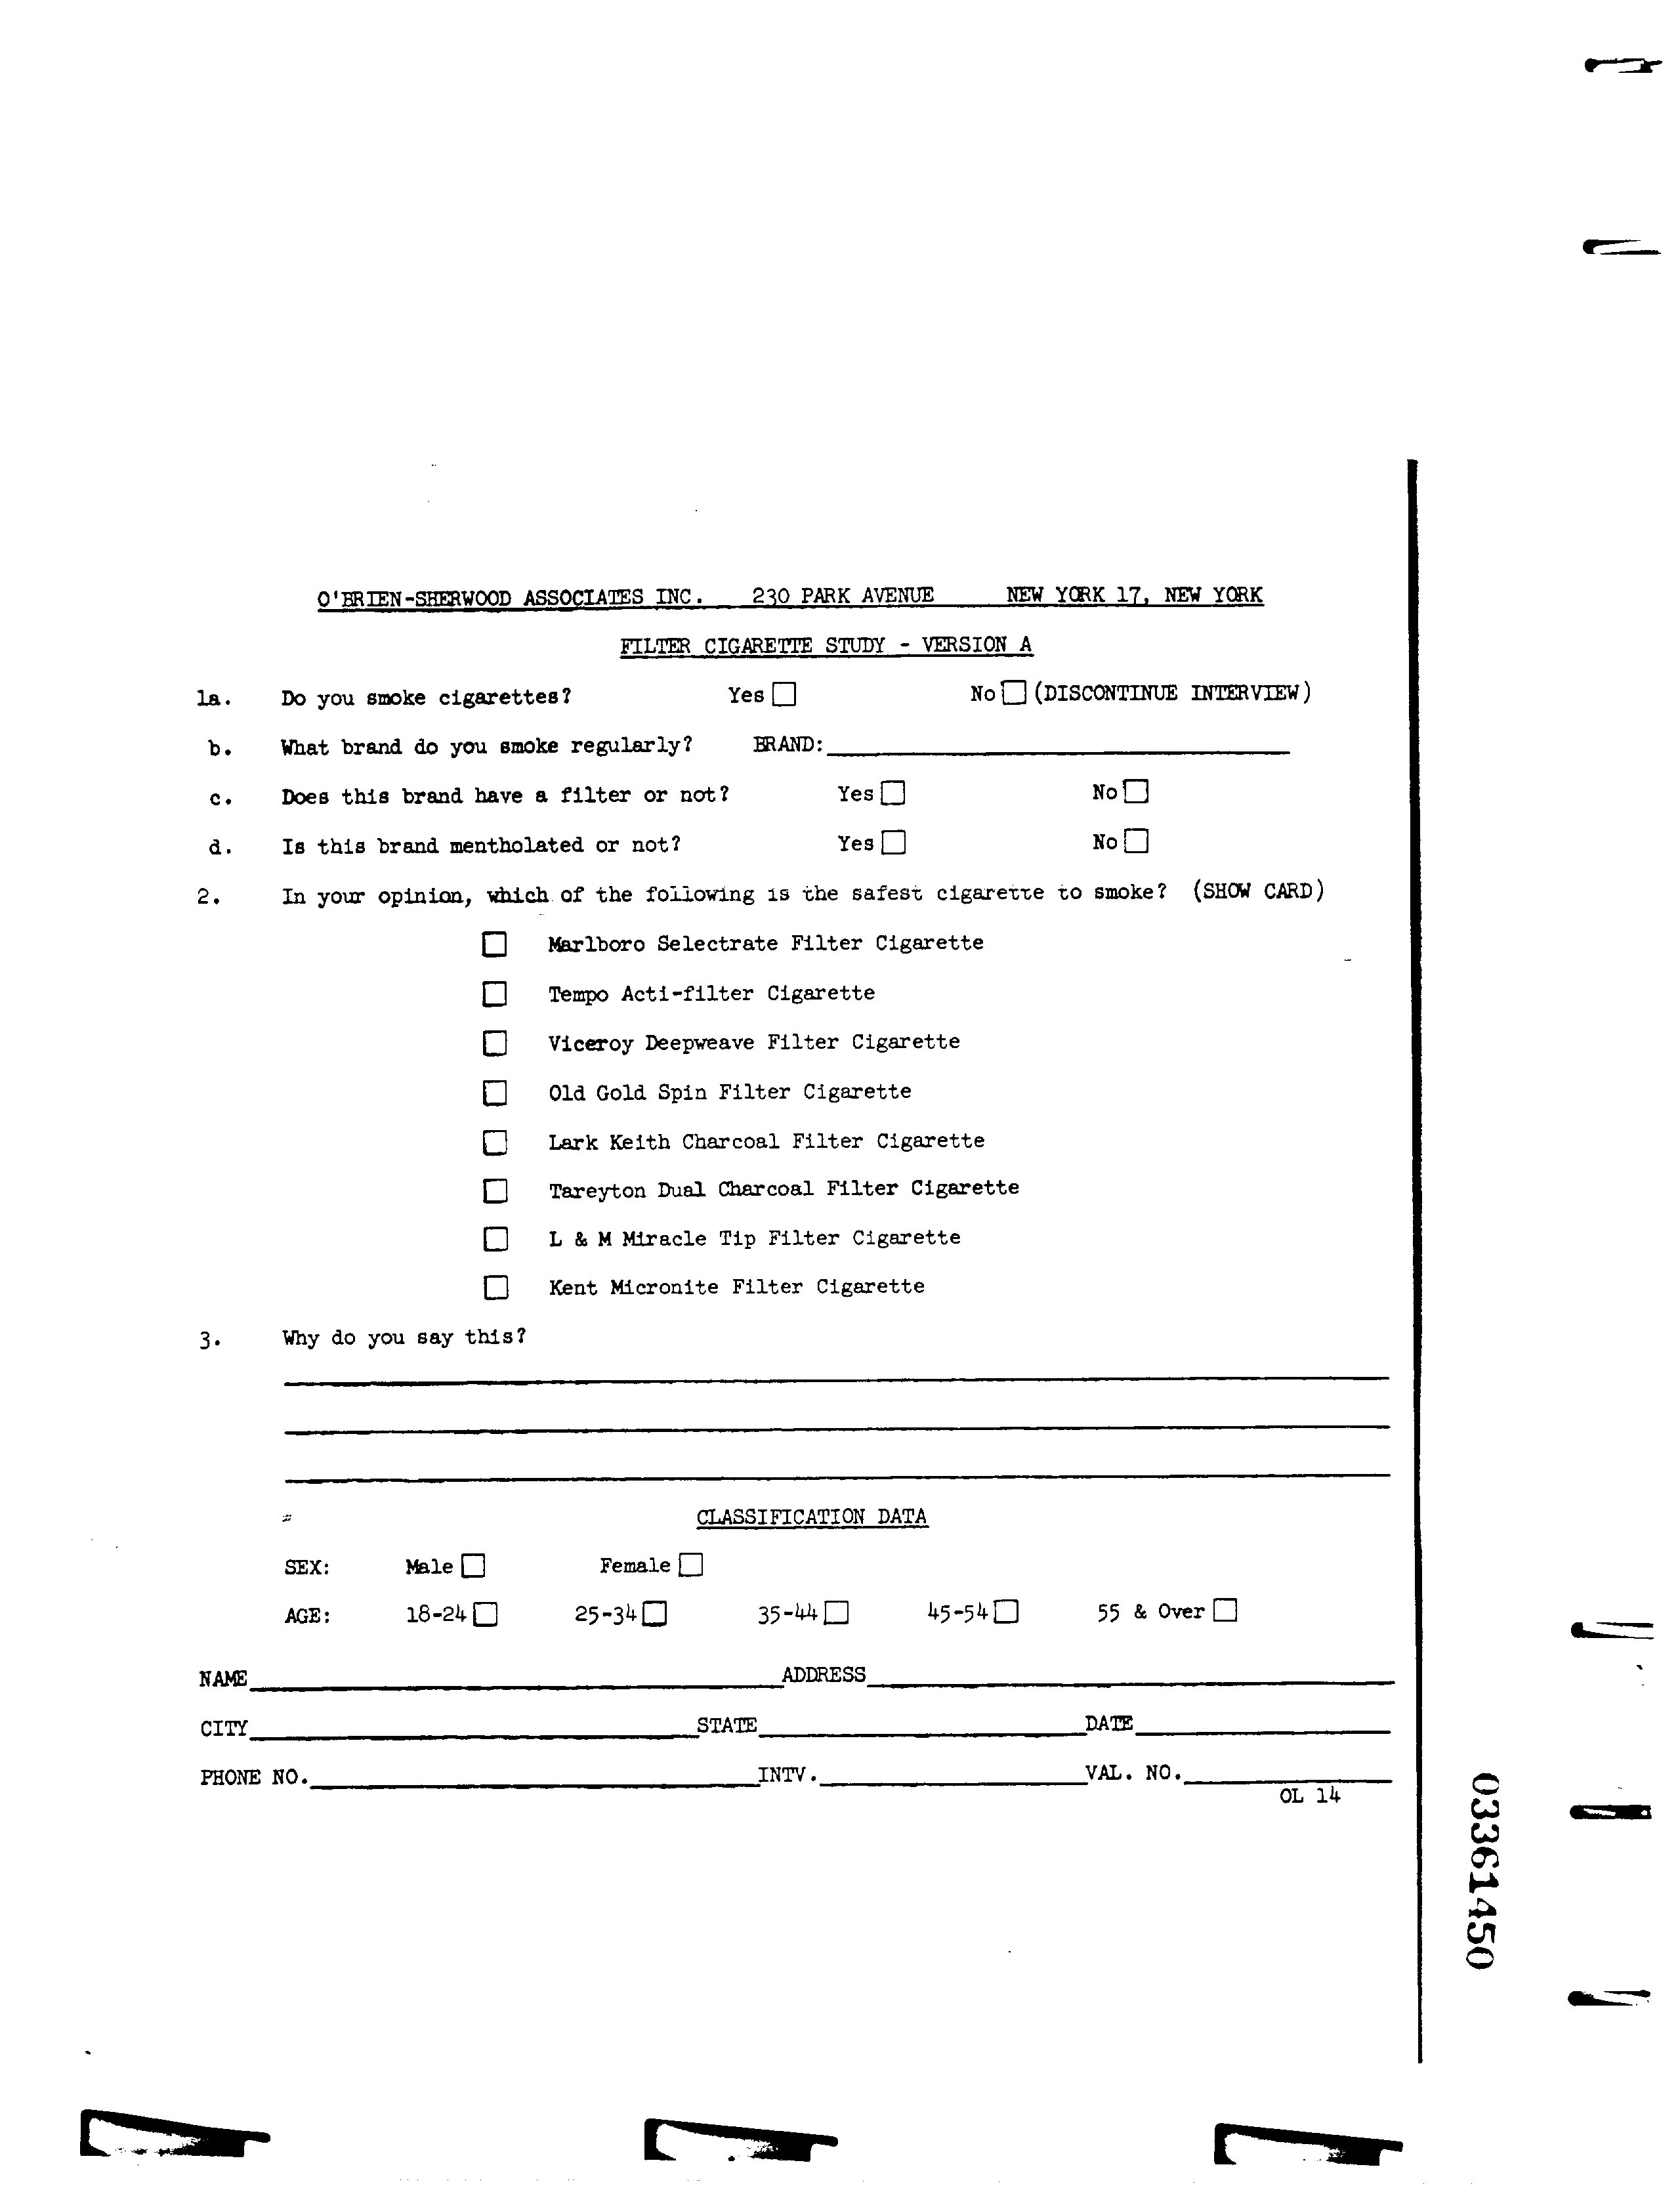 O'BRIEN-SHERWOOD ASSOCIATES INC. 230 PARK AVENUE NEW YORK 17, NEW YORK
FILTER CIGARETTE STUDY - VERSION A
1a. Do you smoke cigarettes? Yes No (DISCONTINUE INTERVIEW)
b. What brand do you smoke regularly? BRAND:
c. Does this brand have a filter or not? Yes No
d. Is this brand mentholated or not? Yes No
2. In your opinion, which of the following is the safest cigarette to smoke? (SHOW CARD)
Marlboro Selectrate Filter Cigarette
Tempo Acti-filter Cigarette
Viceroy Deepweave Filter Cigarette
Old Gold Spin Filter Cigarette
Lark Keith Charcoal Filter Cigarette
Tareyton Dual Charcoal Filter Cigarette
L & M Miracle Tip Filter Cigarette
Kent Micronite Filter Cigarette
3. Why do you say this?
CLASSIFICATION DATA
SEX: Male Female
AGE: 18-24 25-34 35-44 45-54 55 & Over
NAME ADDRESS
CITY STATE DATE
PHONE NO. INTV. VAL. NO.
OL 14
03361450